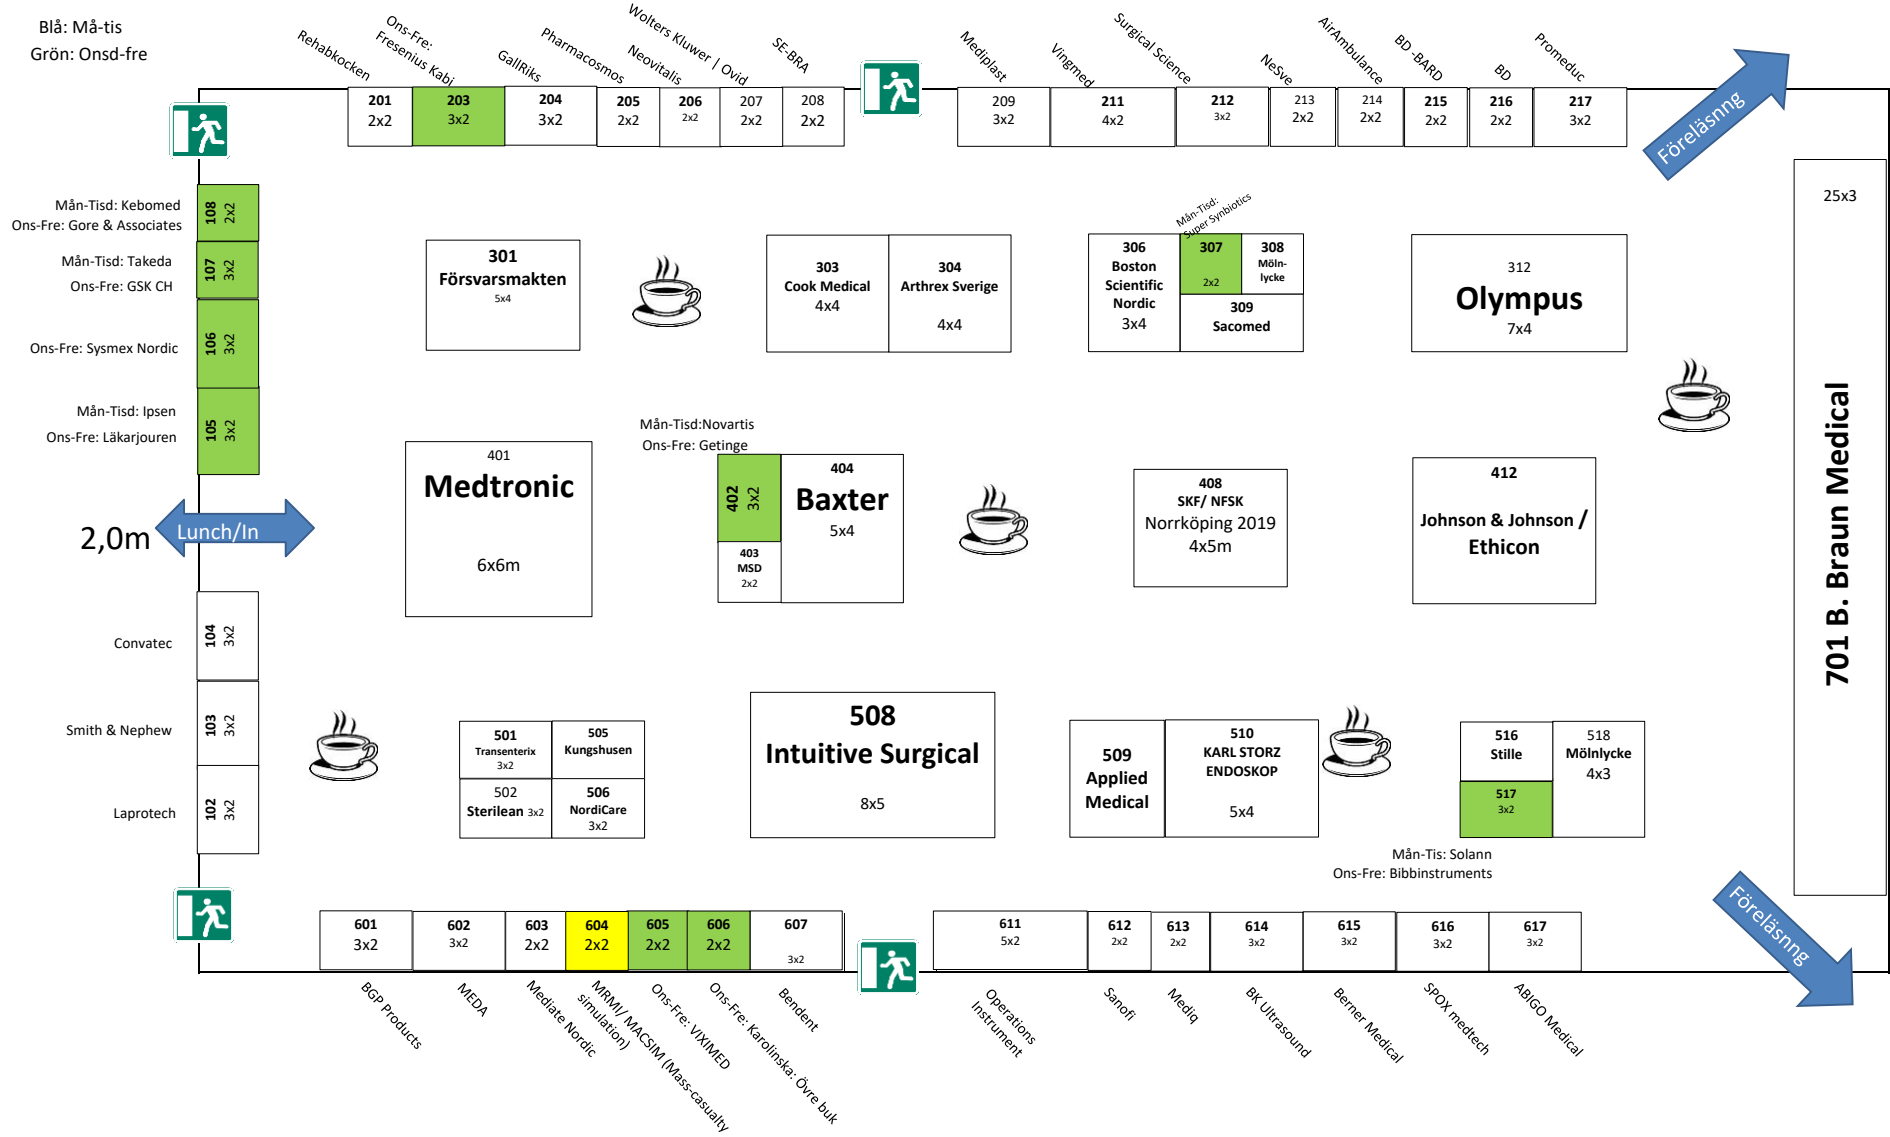 Blå: Må-tis
Grön: Onsd-fre
Rehabkocken
Ons-Fre:
Fresenius Kabi
GallRiks
Pharmacosmos
Neovitalis
Wolters Kluwer | Ovid
SE-BRA
Mediplast
Vingmed
Surgical Science
NeSve
AirAmbulance
BD -BARD
BD
Promeduc
201
2x2
203
3x2
204
3x2
205
2x2
206
2x2
207
2x2
208
2x2
209
3x2
211
4x2
212
3x2
213
2x2
214
2x2
215
2x2
216
2x2
217
3x2
Föreläsnng
Mån-Tisd: Kebomed
Ons-Fre: Gore & Associates
108
2x2
Mån-Tisd: Takeda
Ons-Fre: GSK CH
107
3x2
Ons-Fre: Sysmex Nordic
106
3x2
Mån-Tisd: Ipsen
Ons-Fre: Läkarjouren
105
3x2
301
Försvarsmakten
5x4
303
Cook Medical
4x4
304
Arthrex Sverige
4x4
306
Boston
Scientific
Nordic
3x4
Mån-Tisd:
Super Synbiotics
307
2x2
308
Möln-
lycke
309
Sacomed
312
Olympus
7x4
25x3
701 B. Braun Medical
2,0m
Lunch/In
401
Medtronic
6x6m
Mån-Tisd:Novartis
Ons-Fre: Getinge
402
3x2
403
MSD
2x2
404
Baxter
5x4
408
SKF/ NFSK
Norrköping 2019
4x5m
412
Johnson & Johnson /
Ethicon
Convatec
104
3x2
Smith & Nephew
103
3x2
Laprotech
102
3x2
501
Transenterix
3x2
505
Kungshusen
502
Sterilean 3x2
506
NordiCare
3x2
508
Intuitive Surgical
8x5
509
Applied
Medical
510
KARL STORZ
ENDOSKOP
5x4
516
Stille
517
3x2
518
Mölnlycke
4x3
Mån-Tis: Solann
Ons-Fre: Bibbinstruments
Föreläsnng
601
3x2
602
3x2
603
2x2
604
2x2
605
2x2
606
2x2
607
3x2
611
5x2
612
2x2
613
2x2
614
3x2
615
3x2
616
3x2
617
3x2
BGP Products
MEDA
Mediate Nordic
MRMI/ MACSIM (Mass-casualty
simulation)
Ons-Fre: VIXIMED
Ons-Fre: Karolinska: Övre buk
Bendent
Operations
Instrument
Sanofi
Mediq
BK Ultrasound
Berner Medical
SPOX medtech
ABIGO Medical